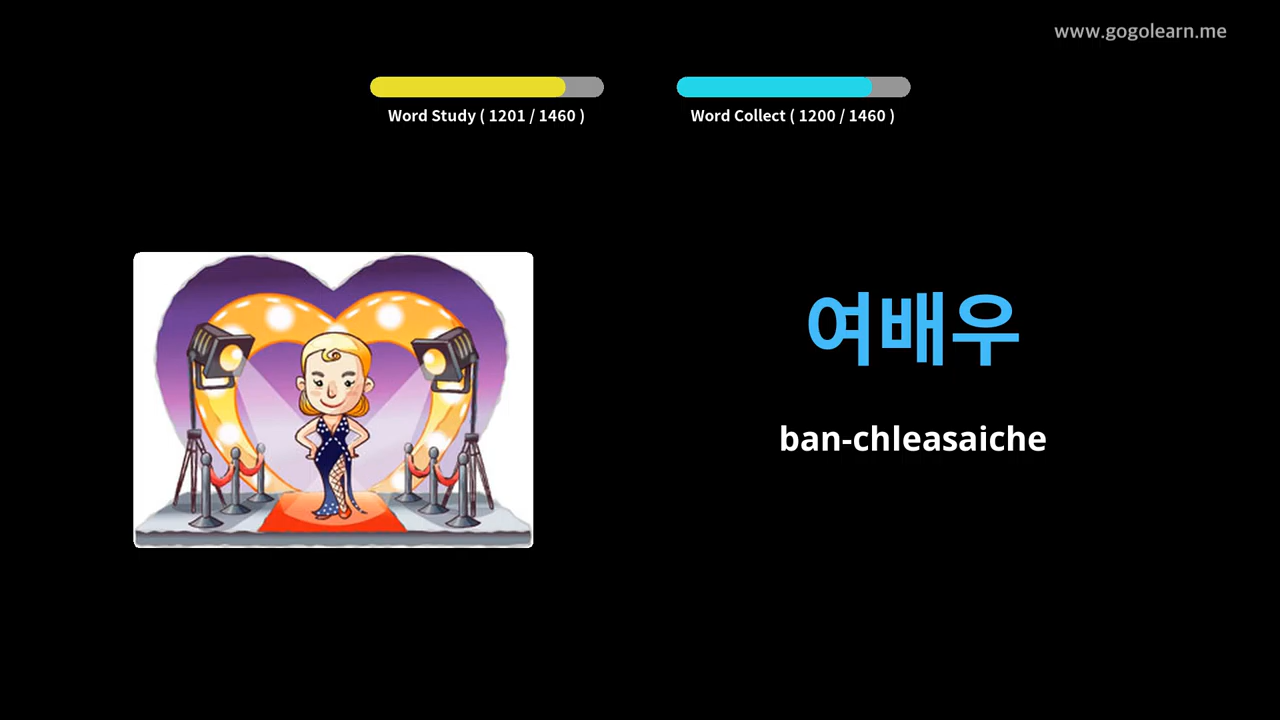 www.gogolearn.me
Word Study ( 1201 / 1460 )
Word Collect ( 1200 / 1460 )
여배우
ban-chleasaiche